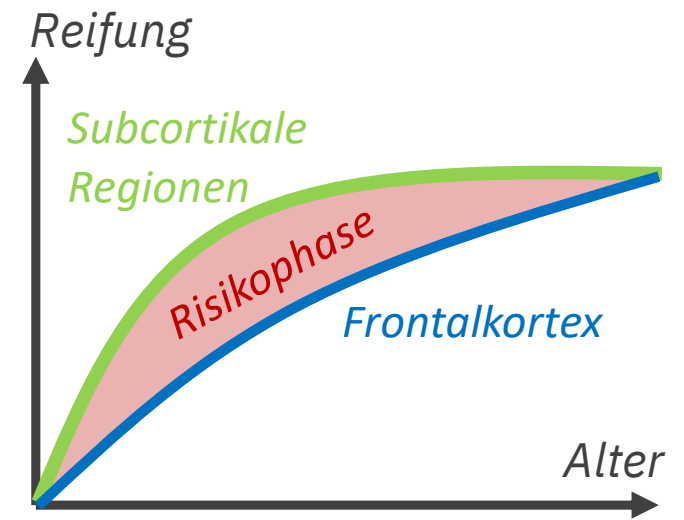 Reifung
Subcortikale
Regionen
Risikophase
Frontalkortex
Alter